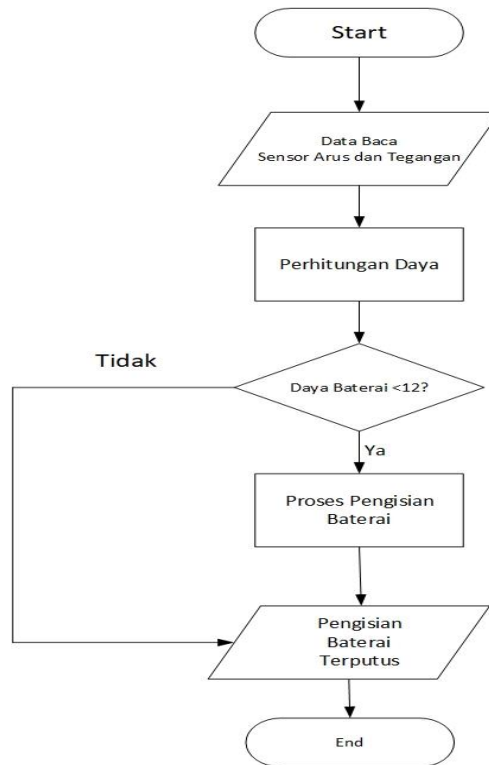 Start
Data Baca
Sensor Arus dan Tegangan
Perhitungan Daya
Tidak
Daya Baterai <12?
Ya
Proses Pengisian
Baterai
Pengisian
Baterai
Terputus
End